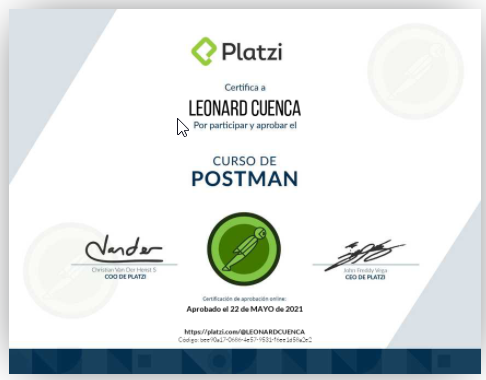 Platzi
Certifica a
LEONARD CUENCA
Por participar y aprobar el
CURSO DE
POSTMAN
Christian Van Der Henst S
COO DE PLATZI
John Freddy Vega
CEO DE PLATZI
Certificación de aprobación online:
Aprobado el 22 de MAYO de 2021
https://platzi.com/@LEONARDCUENCA
Código: